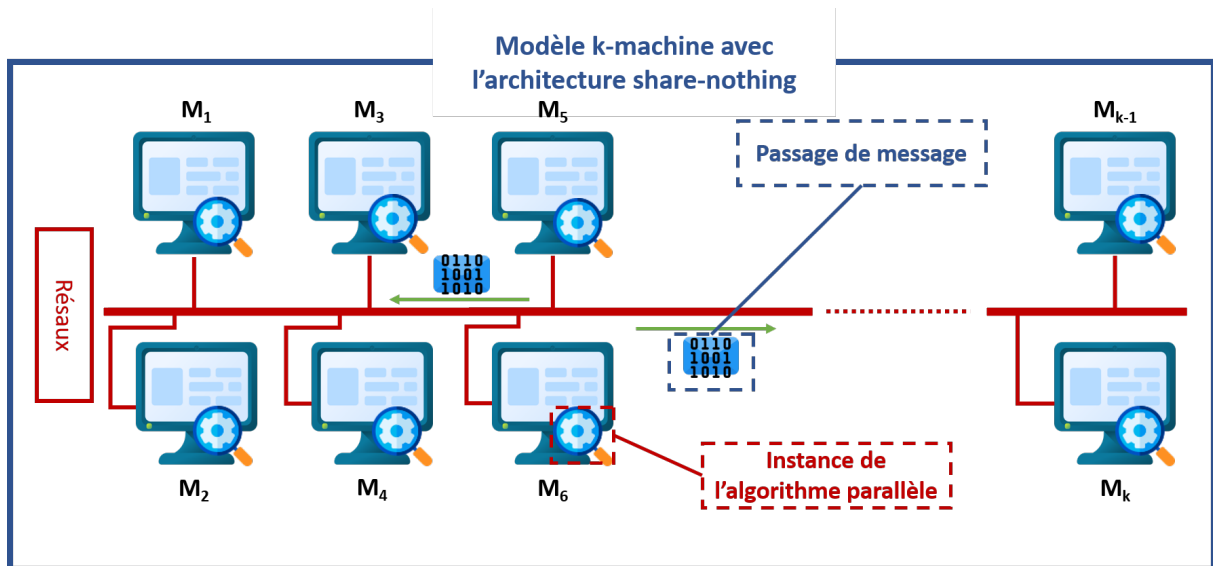 Modèle k-machine avec
l'architecture share-nothing
M1
M3
M5
Mk-1
Passage de message
Résaux
0110
1001
1010
0110
1001
1010
Instance de
l'algorithme parallèle
M2
M4
M6
Mk